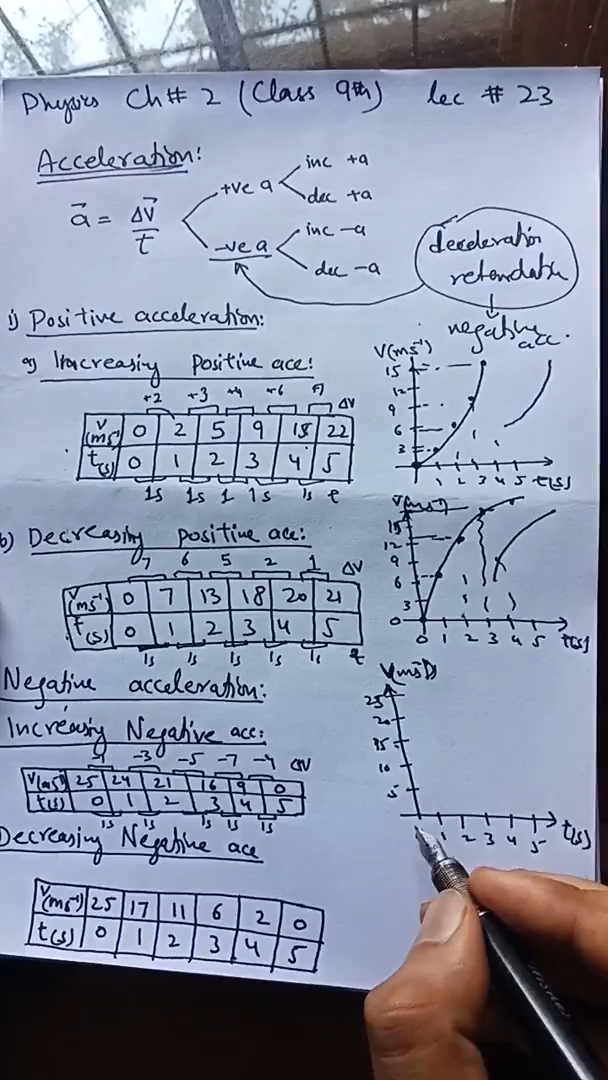 Physics Ch # 2 (Class 9th) lec # 23
Acceleration:
a = ΔV/t
+ve a
inc +a
dec +a
-ve a
inc -a
dec -a
deceleration
retardation
negative acc.
i) Positive acceleration:
a) Increasing positive acc:
+2 +3 +4 +6 +7 ΔV
V(ms⁻¹) 0 2 5 9 15 22
t(s) 0 1 2 3 4 5
1s 1s 1 1s 1s t
V(ms⁻¹)
15
12
9
6
3
1 2 3 4 5 t(s)
b) Decreasing positive acc:
7 6 5 2 1 ΔV
V(ms⁻¹) 0 7 13 18 20 21
t(s) 0 1 2 3 4 5
1s 1s 1s 1s 1s t
V(ms⁻¹)
15
12
9
6
3
0
0 1 2 3 4 5 t(s)
Negative acceleration:
Increasing Negative acc:
-1 -3 -5 -7 ΔV
V(ms⁻¹) 25 24 21 16 9 0
t(s) 0 1 2 3 4 5
1s 1s 1s 1s 1s
V(ms⁻¹)
25
20
15
10
5
1 2 3 4 5 t(s)
Decreasing Negative acc
V(ms⁻¹) 25 17 11 6 2 0
t(s) 0 1 2 3 4 5